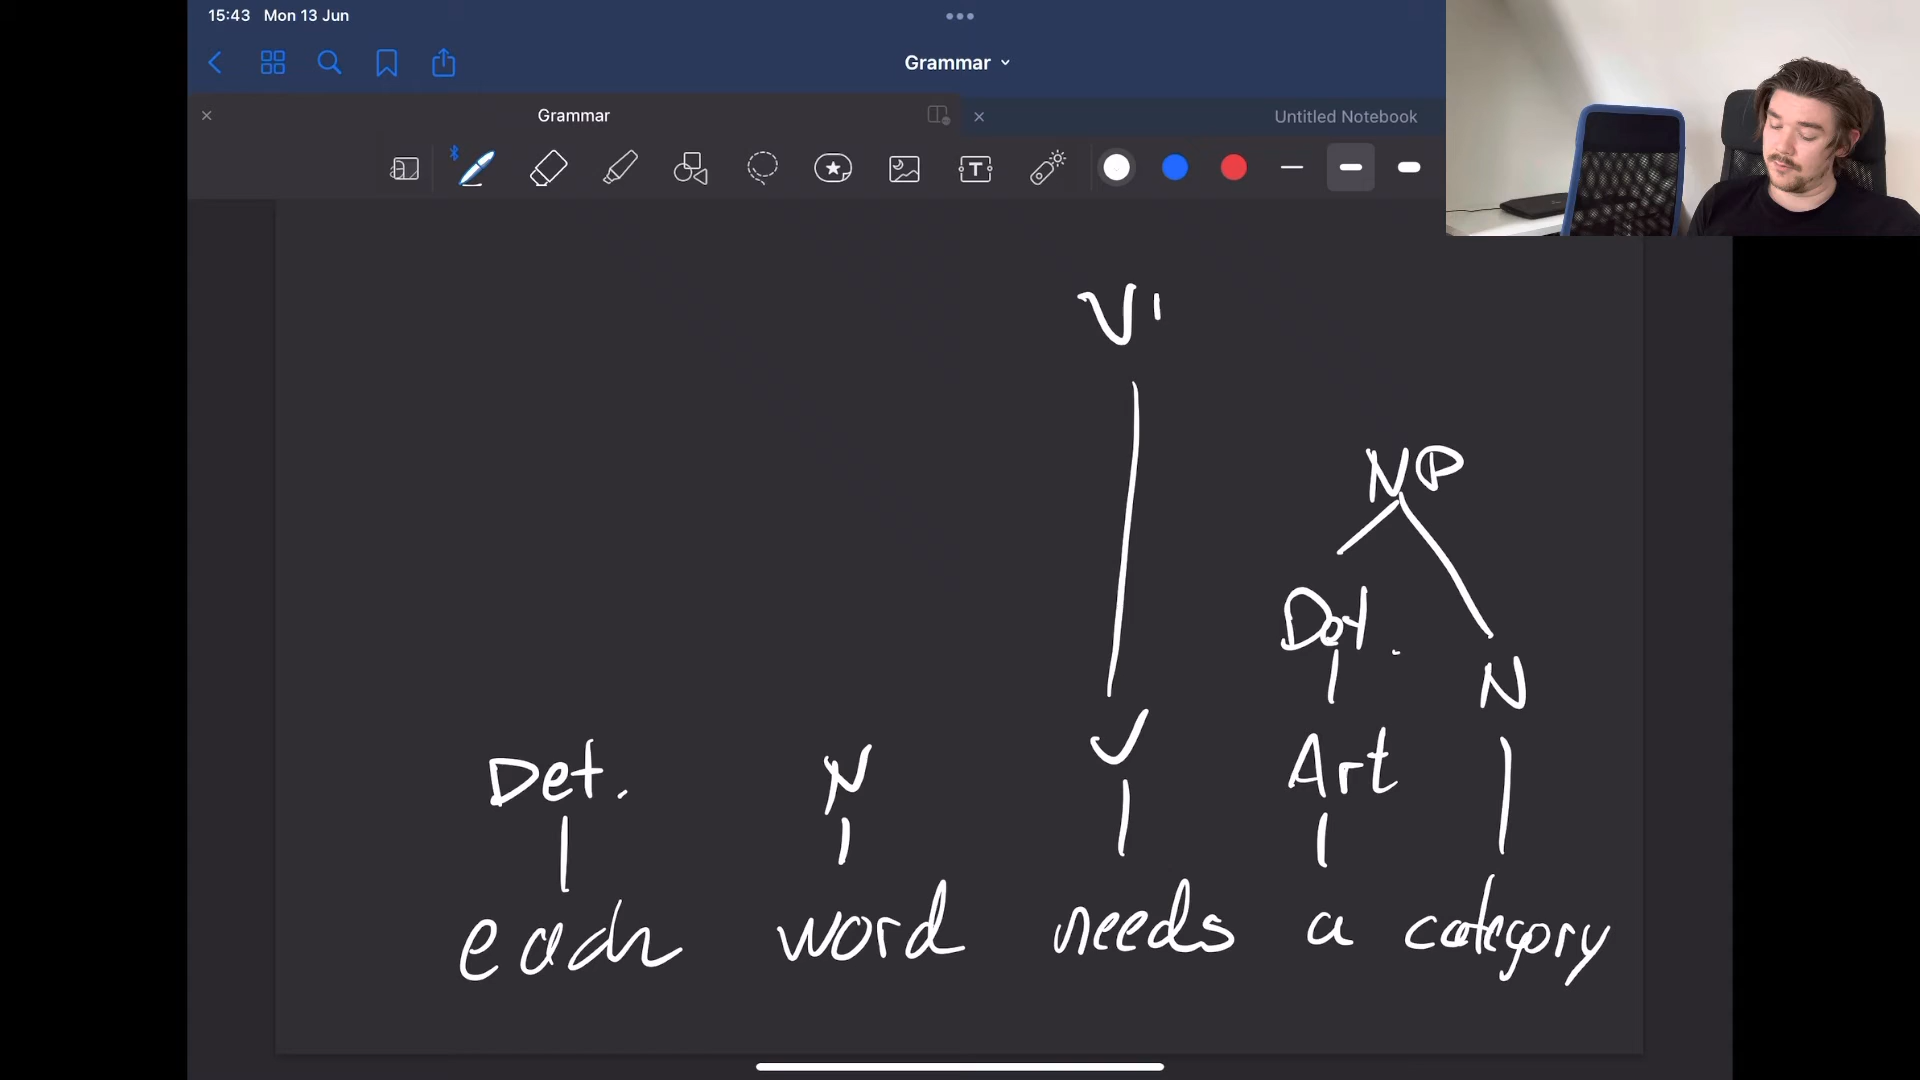 15:43 Mon 13 Jun
Grammar
Grammar
Untitled Notebook
T
V'
NP
Det.
N
Det. N V Art
each word needs a category